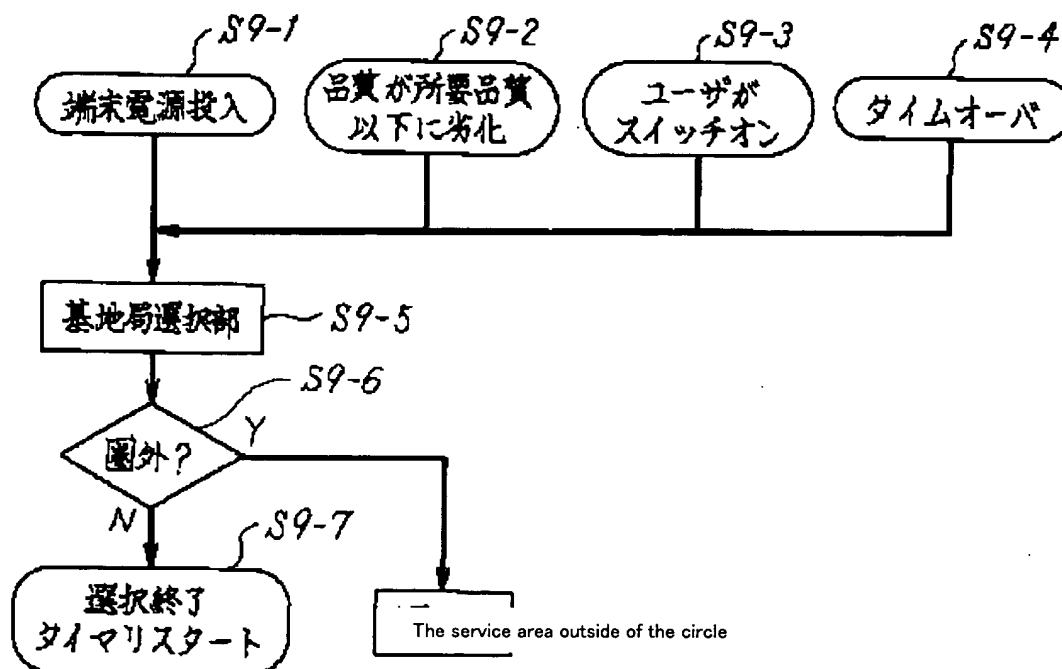 S9-1
S9-2
S9-3
S9-4
端末電源投入
品質が所要品質
以下に劣化
ユーザが
スイッチオン
タイムオーバ
基地局選択部
S9-5
S9-6
圏外?
Y
N
S9-7
選択終了
タイマリスタート
The service area outside of the circle